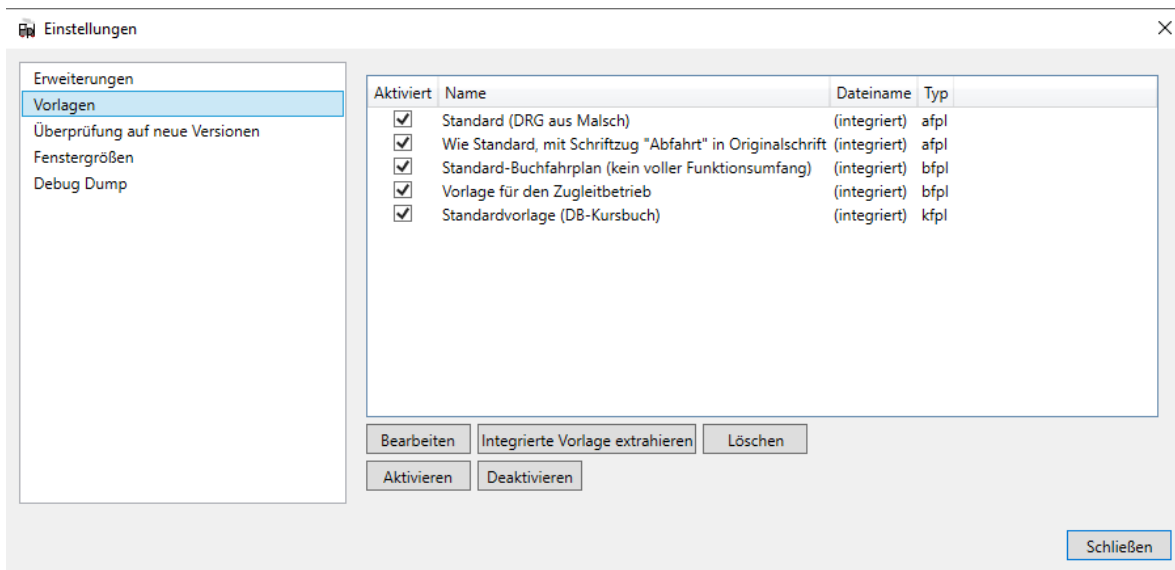 Einstellungen
Erweiterungen
Vorlagen
Überprüfung auf neue Versionen
Fenstergrößen
Debug Dump
Aktiviert Name Dateiname Typ
Standard (DRG aus Malsch) (integriert) afpl
Wie Standard, mit Schriftzug "Abfahrt" in Originalschrift (integriert) afpl
Standard-Buchfahrplan (kein voller Funktionsumfang) (integriert) bfpl
Vorlage für den Zugleitbetrieb (integriert) bfpl
Standardvorlage (DB-Kursbuch) (integriert) kfpl
Bearbeiten Integrierte Vorlage extrahieren Löschen
Aktivieren Deaktivieren
Schließen